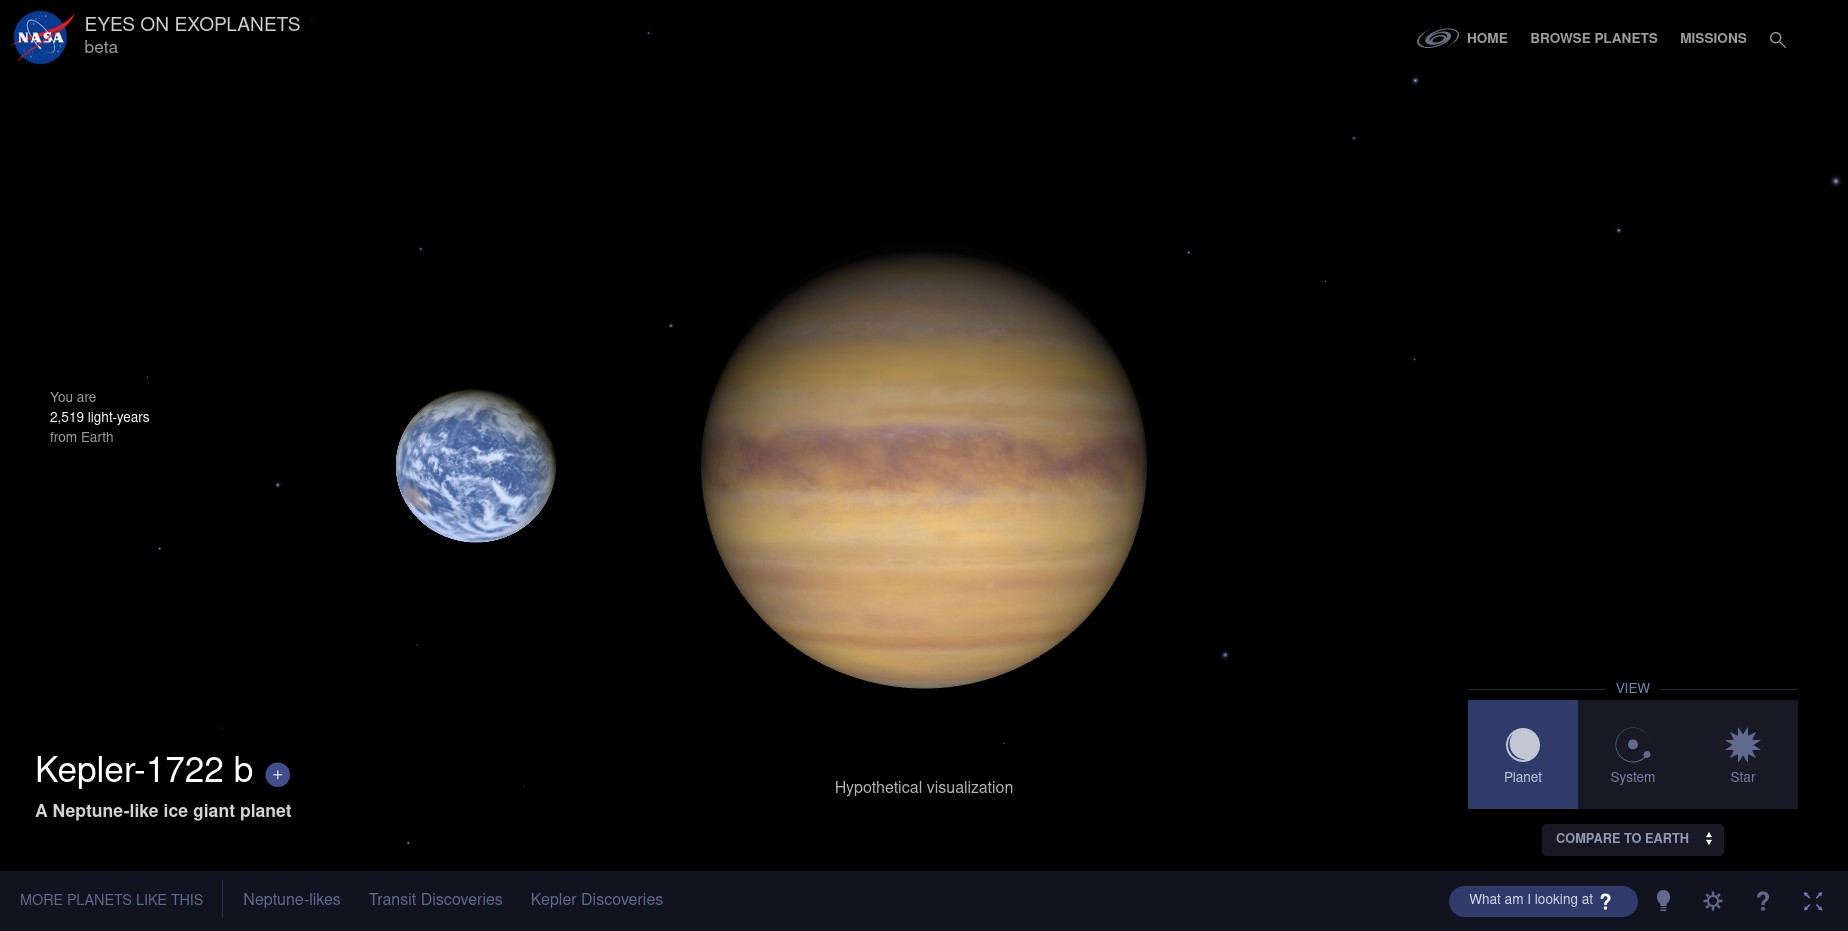 NASA
EYES ON EXOPLANETS
beta
HOME
BROWSE PLANETS
MISSIONS
You are
2,519 light-years
from Earth
Kepler-1722 b +
A Neptune-like ice giant planet
Hypothetical visualization
VIEW
Planet
System
Star
COMPARE TO EARTH
MORE PLANETS LIKE THIS
Neptune-likes
Transit Discoveries
Kepler Discoveries
What am I looking at ?
?